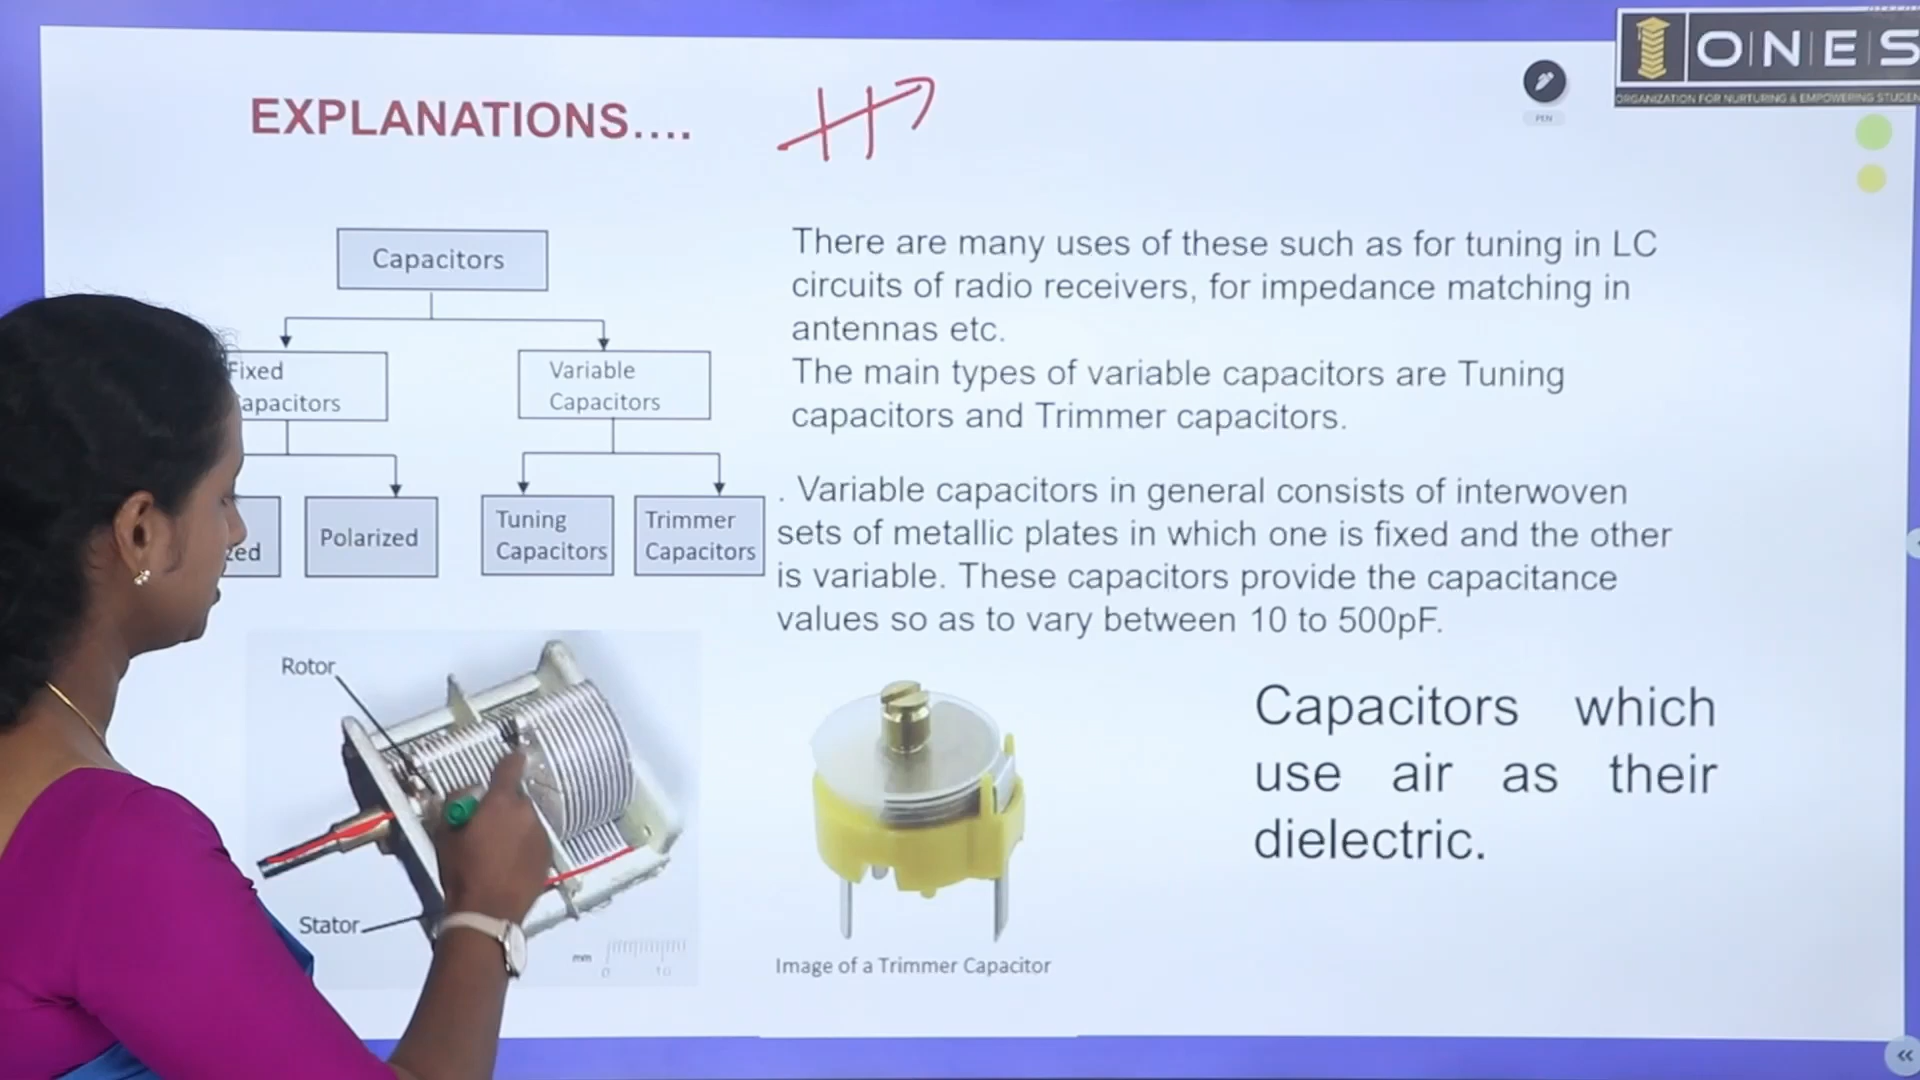 ONES
ORGANIZATION FOR NURTURING & EMPOWERING STUDEN
EXPLANATIONS....
PEN
Capacitors
Fixed
apacitors
Variable
Capacitors
zed
Polarized
Tuning
Capacitors
Trimmer
Capacitors
There are many uses of these such as for tuning in LC
circuits of radio receivers, for impedance matching in
antennas etc.
The main types of variable capacitors are Tuning
capacitors and Trimmer capacitors.
. Variable capacitors in general consists of interwoven
sets of metallic plates in which one is fixed and the other
is variable. These capacitors provide the capacitance
values so as to vary between 10 to 500pF.
Rotor
Stator
mm
0 10
Image of a Trimmer Capacitor
Capacitors which
use air as their
dielectric.